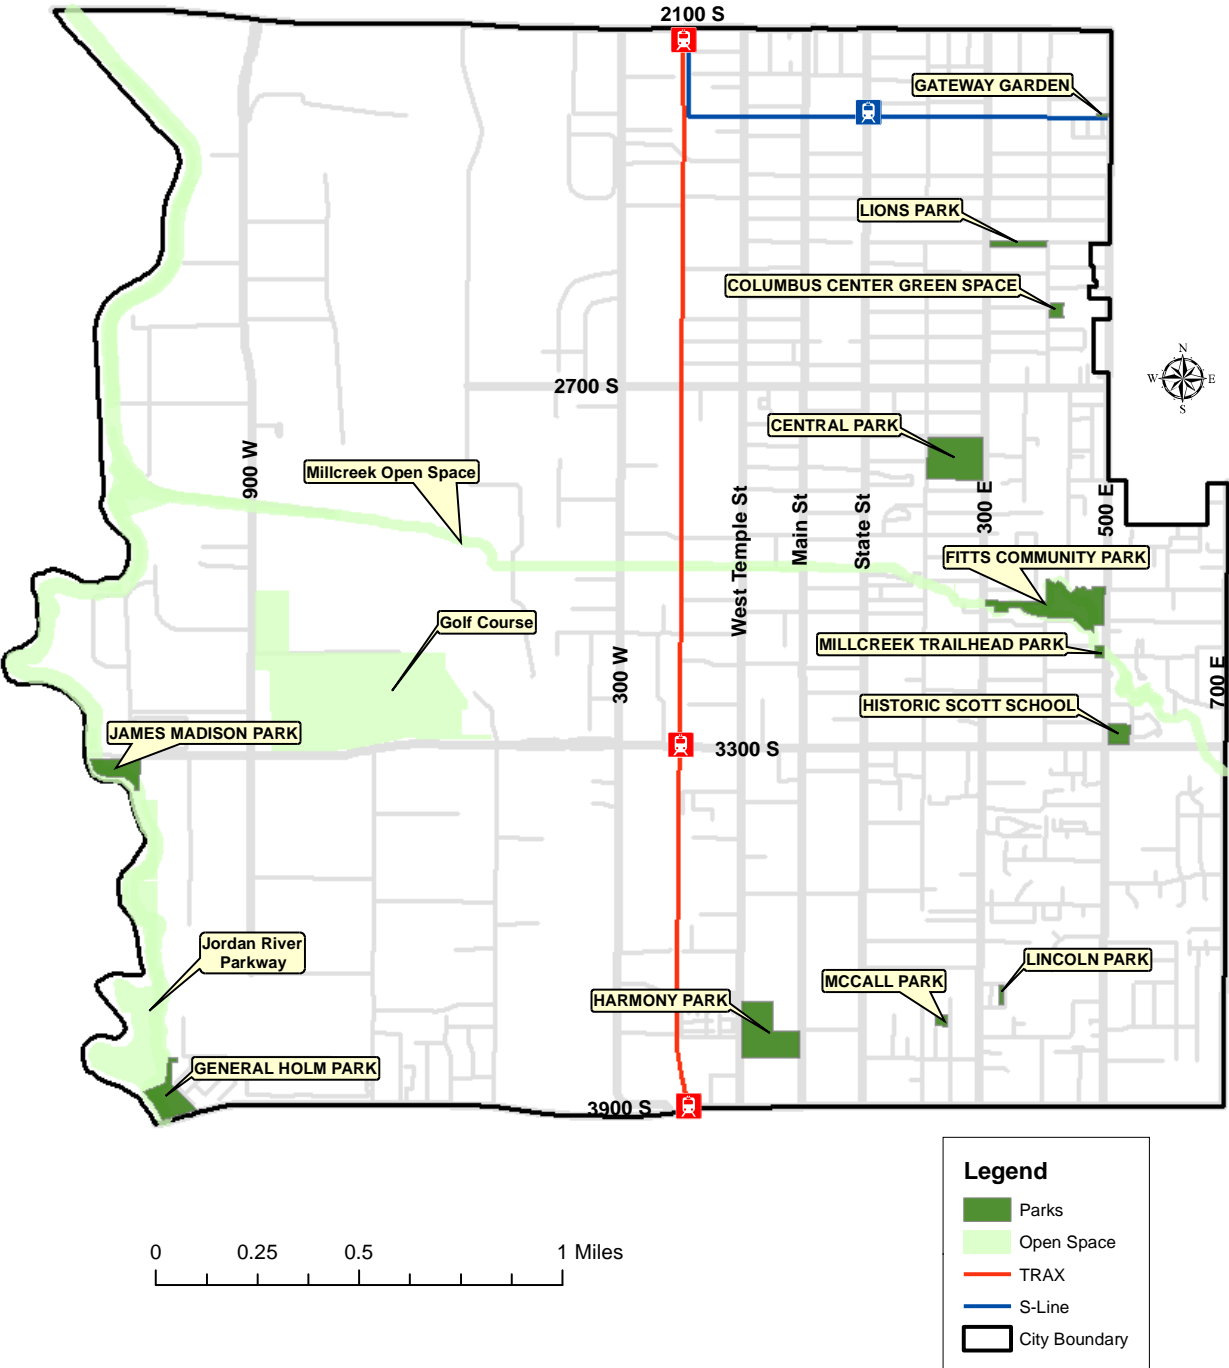 2100 S
GATEWAY GARDEN
LIONS PARK
COLUMBUS CENTER GREEN SPACE
N
W
E
S
2700 S
CENTRAL PARK
900 W
Millcreek Open Space
West Temple St
Main St
State St
300 E
500 E
FITTS COMMUNITY PARK
Golf Course
MILLCREEK TRAILHEAD PARK
300 W
700 E
HISTORIC SCOTT SCHOOL
JAMES MADISON PARK
3300 S
Jordan River
Parkway
LINCOLN PARK
MCCALL PARK
HARMONY PARK
GENERAL HOLM PARK
3900 S
Legend
Parks
Open Space
TRAX
S-Line
City Boundary
0 0.25 0.5 1 Miles